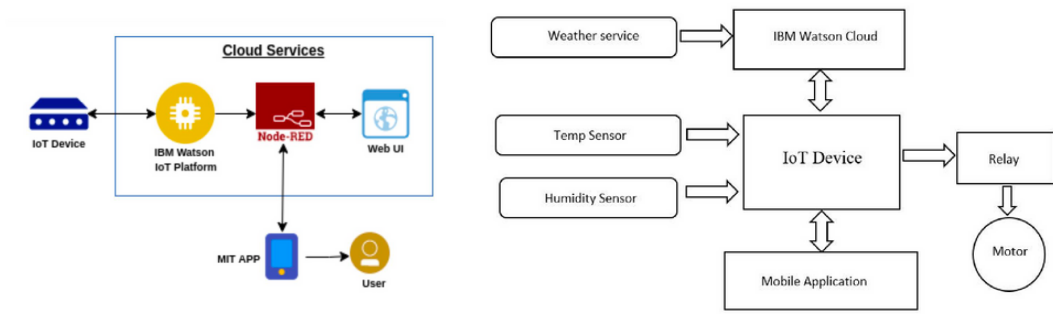 Cloud Services
IoT Device
IBM Watson
IoT Platform
Node-RED
Web UI
MIT APP
User
Weather service
IBM Watson Cloud
Temp Sensor
IoT Device
Relay
Humidity Sensor
Motor
Mobile Application